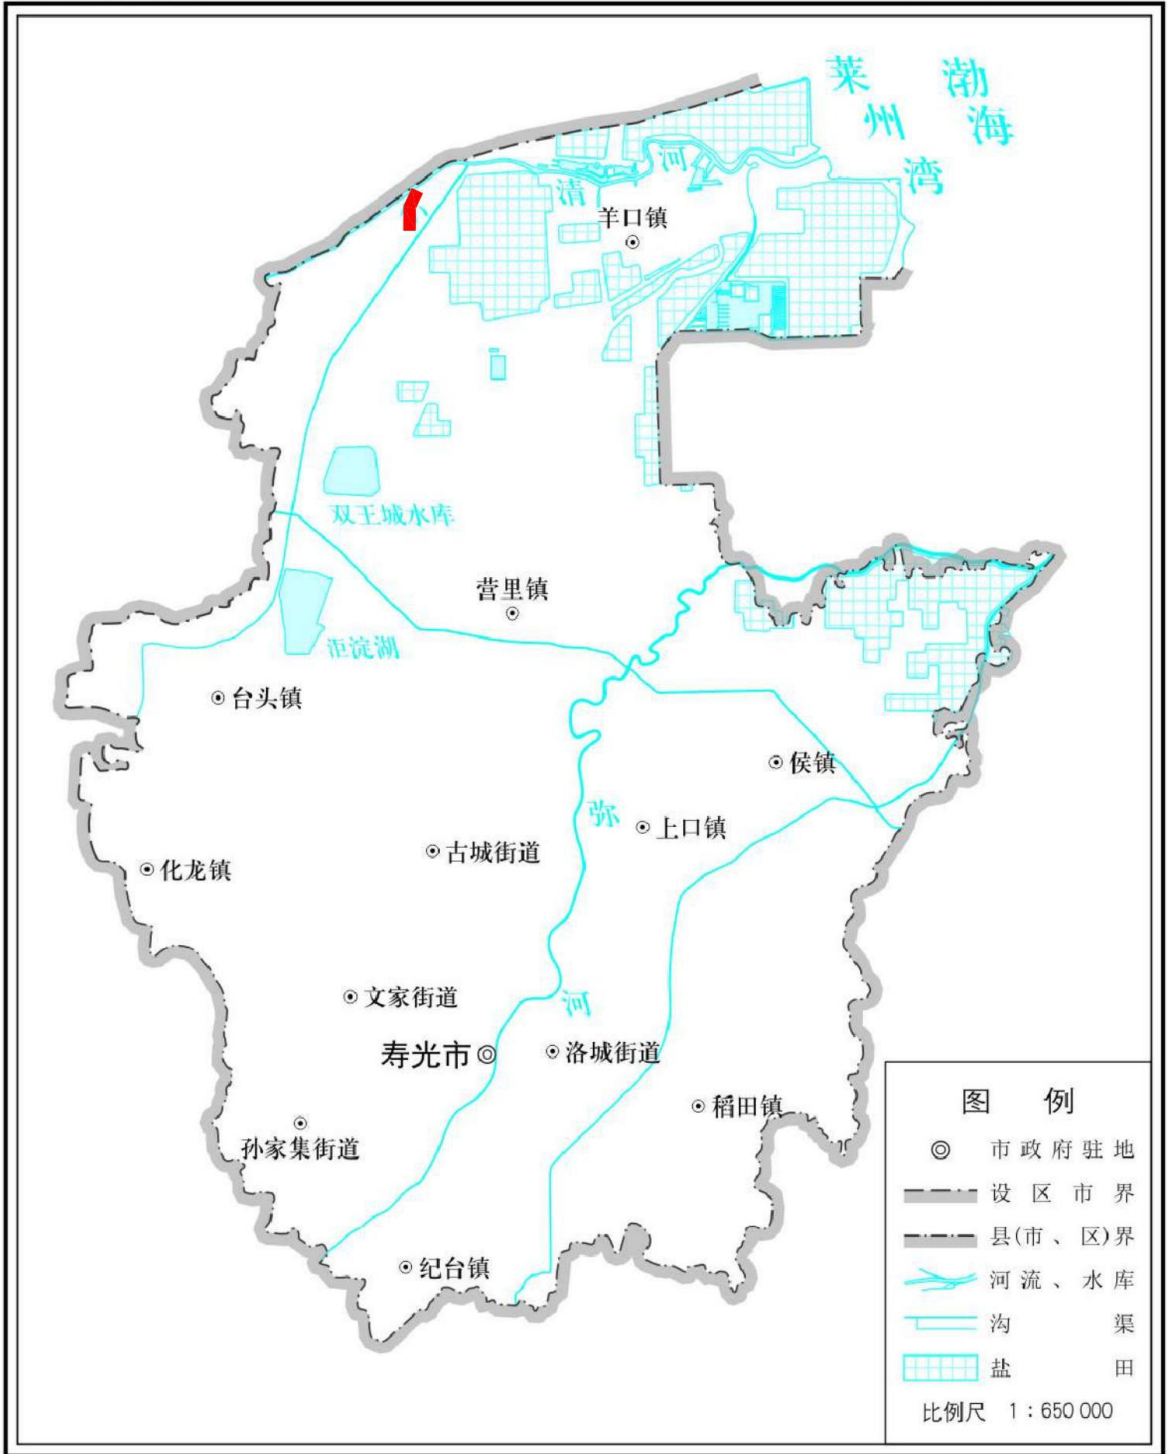 渤海
莱州湾
小
清
河
羊口镇
双王城水库
营里镇
洰淀湖
台头镇
侯镇
弥
上口镇
古城街道
化龙镇
文家街道
河
寿光市
洛城街道
稻田镇
孙家集街道
纪台镇
图 例
市政府驻地
设区市界
县(市、区)界
河流、水库
沟 渠
盐 田
比例尺 1:650 000